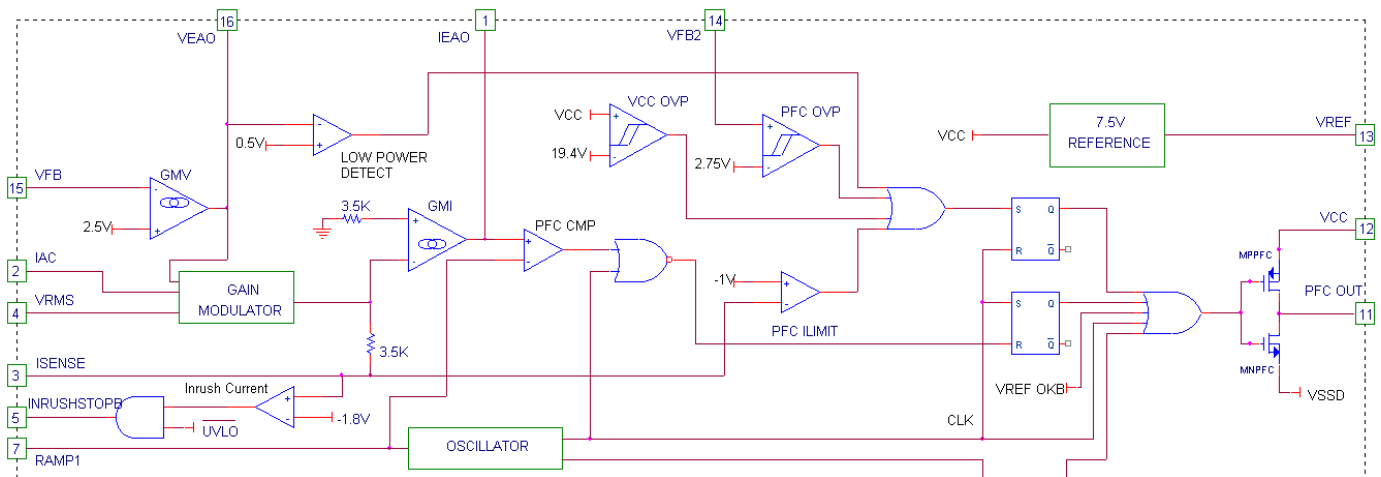 16
VEAO
1
IEAO
14
VFB2
VCC OVP
VCC
+
-
19.4V
PFC OVP
+
-
2.75V
7.5V
REFERENCE
VCC
VREF
13
-
+
0.5V
LOW POWER
DETECT
VFB
15
GMV
-
+
2.5V
3.5K
GMI
+
-
PFC CMP
+
-
S
Q
R
Q
VCC
12
IAC
2
GAIN
MODULATOR
VRMS
4
-1V
+
-
PFC ILIMIT
MPPFC
PFC OUT
11
S
Q
R
Q
MNPFC
3.5K
ISENSE
3
Inrush Current
+
-
-1.8V
VREF OKB
VSSD
INRUSHSTOPB
5
UVLO
CLK
7
RAMP1
OSCILLATOR